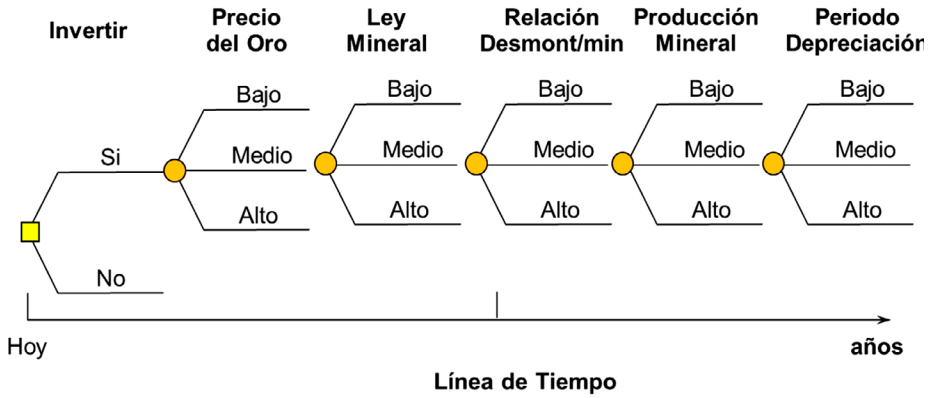 Invertir
Precio
del Oro
Ley
Mineral
Relación
Desmont/min
Producción
Mineral
Periodo
Depreciación
Bajo
Bajo
Bajo
Bajo
Bajo
Si
Medio
Medio
Medio
Medio
Medio
Alto
Alto
Alto
Alto
Alto
No
Hoy
años
Línea de Tiempo